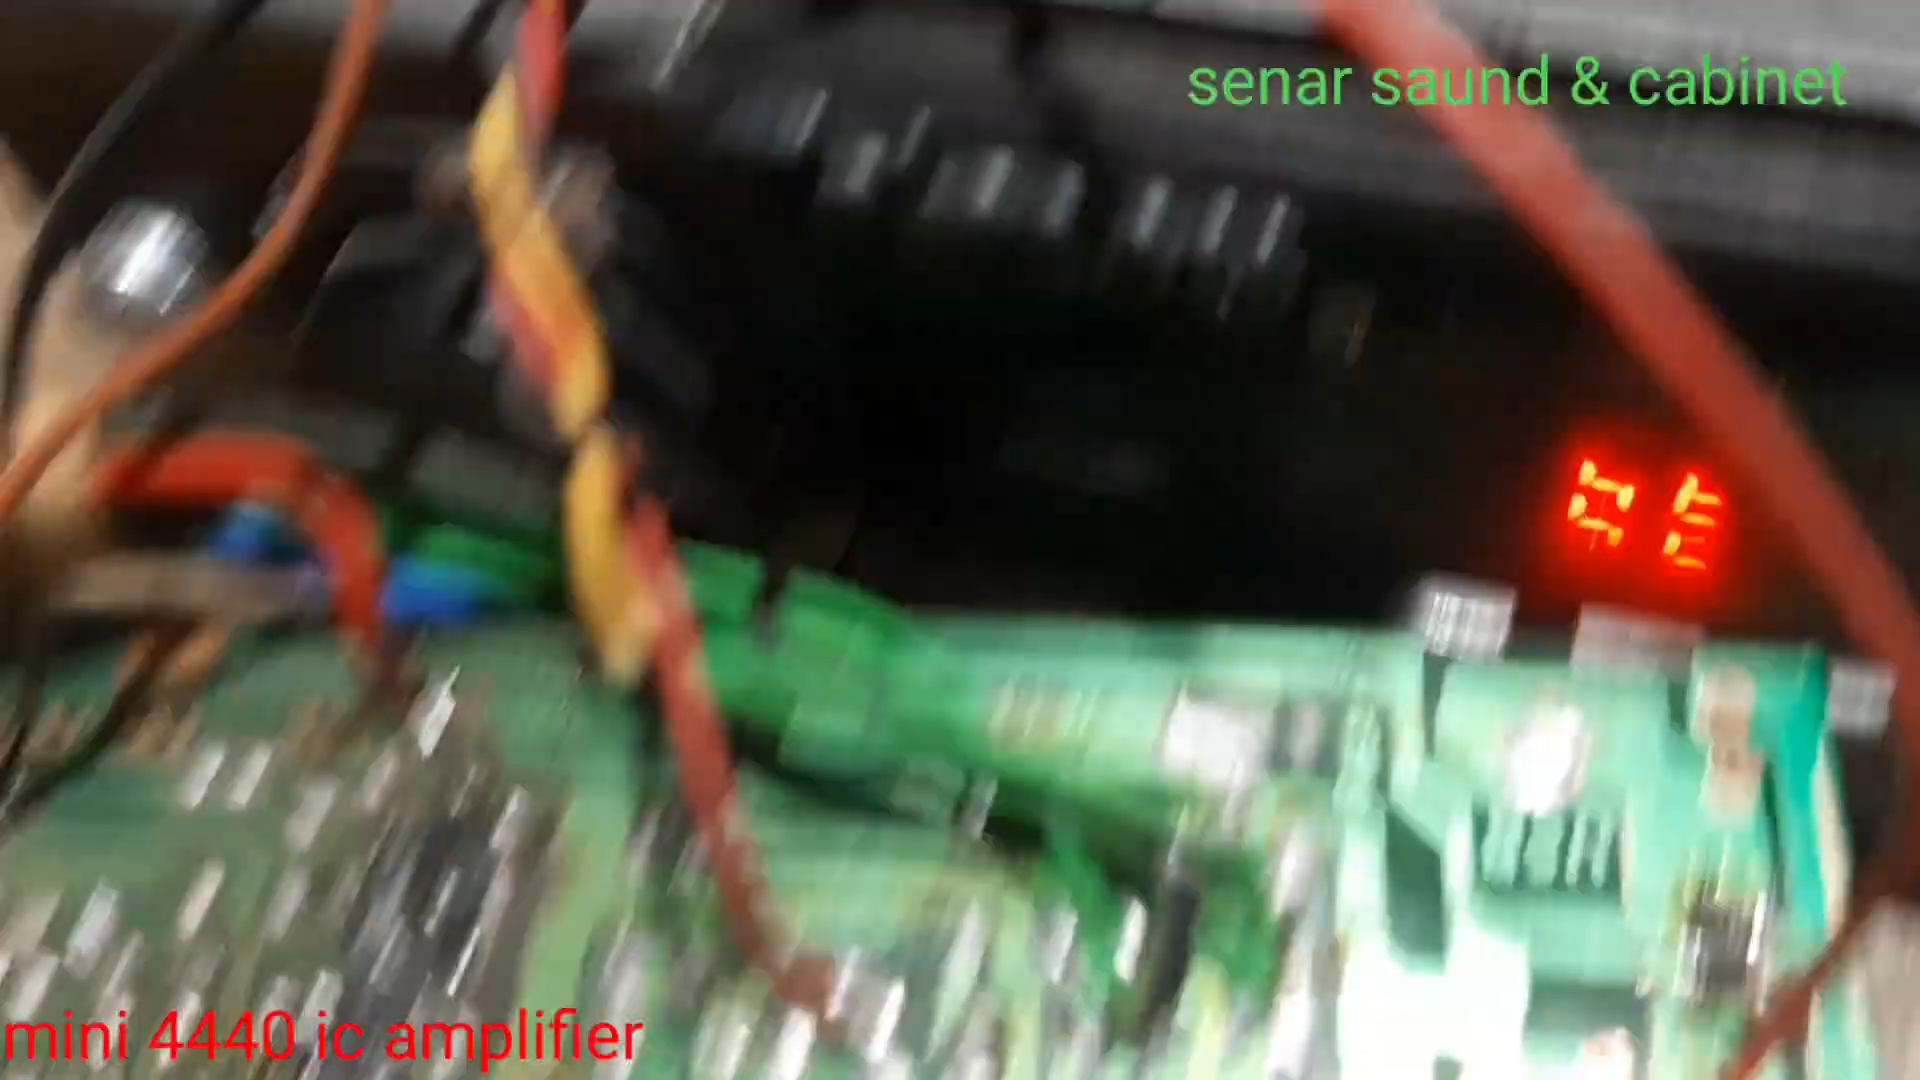 senar saund & cabinet
mini 4440 ic amplifier